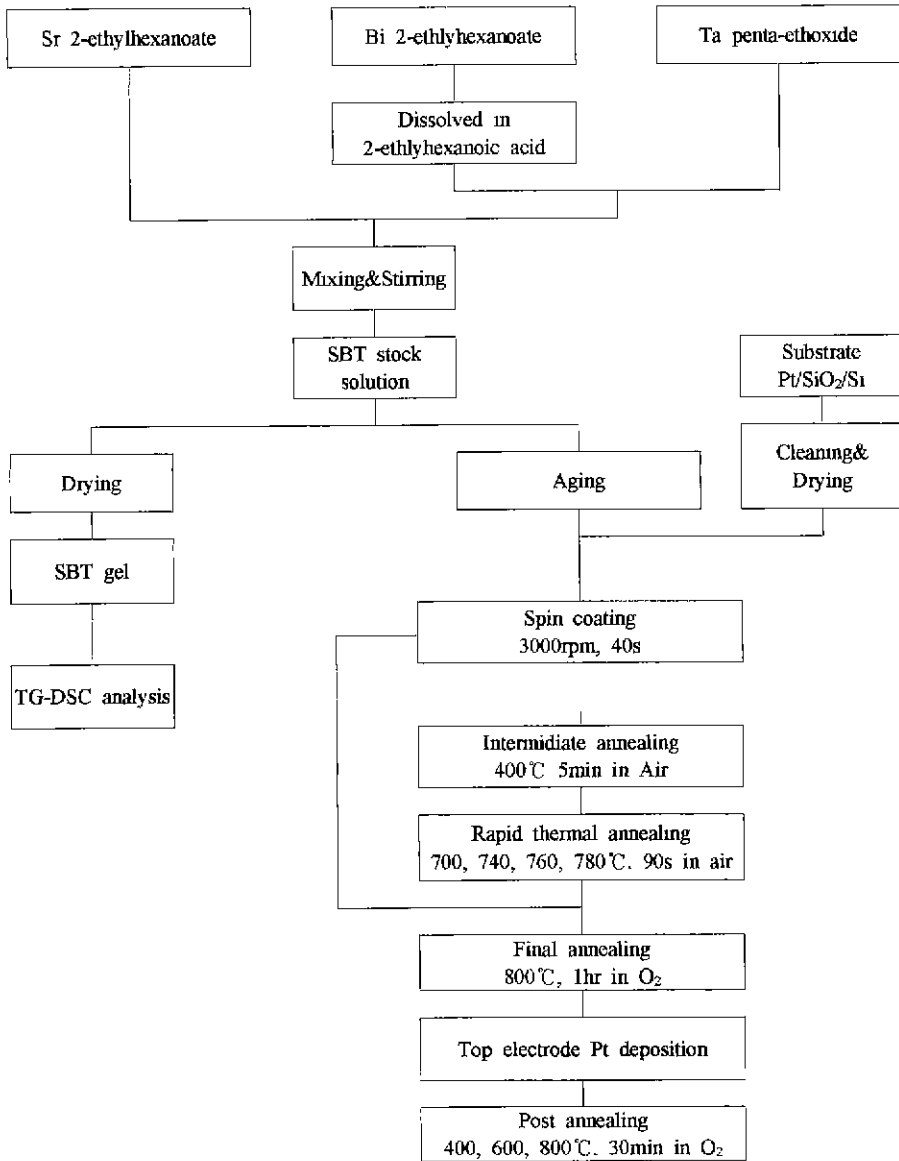 Sr 2-ethylhexanoate
Bi 2-ethlyhexanoate
Ta penta-ethoxide
Dissolved in
2-ethlyhexanoic acid
Mixing&Stirring
SBT stock
solution
Substrate
Pt/SiO₂/Si
Drying
Aging
Cleaning&
Drying
SBT gel
Spin coating
3000rpm, 40s
TG-DSC analysis
Intermidiate annealing
400℃ 5min in Air
Rapid thermal annealing
700, 740, 760, 780℃. 90s in air
Final annealing
800℃, 1hr in O₂
Top electrode Pt deposition
Post annealing
400, 600, 800℃. 30min in O₂